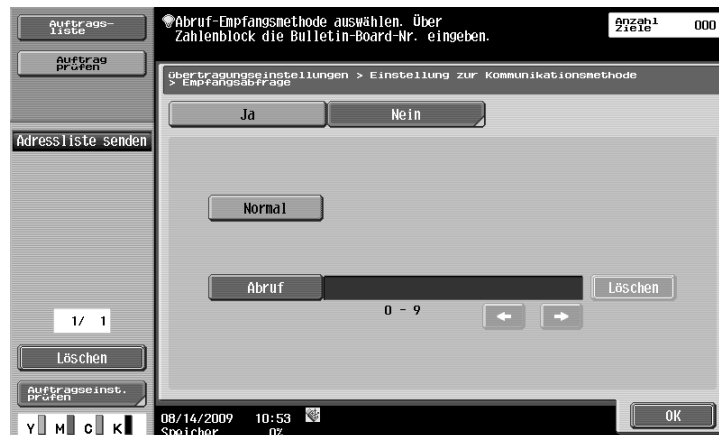 Auftrags-
liste
Auftrag
prüfen
Adressliste senden
1/ 1
Löschen
Auftragseinst.
prüfen
Y M C K
Abruf-Empfangsmethode auswählen. Über
Zahlenblock die Bulletin-Board-Nr. eingeben.
Anzahl
Ziele 000
Übertragungseinstellungen > Einstellung zur Kommunikationsmethode
> Empfangsabfrage
Ja Nein
Normal
Abruf Löschen
0 - 9
08/14/2009 10:53
Speicher 0%
OK